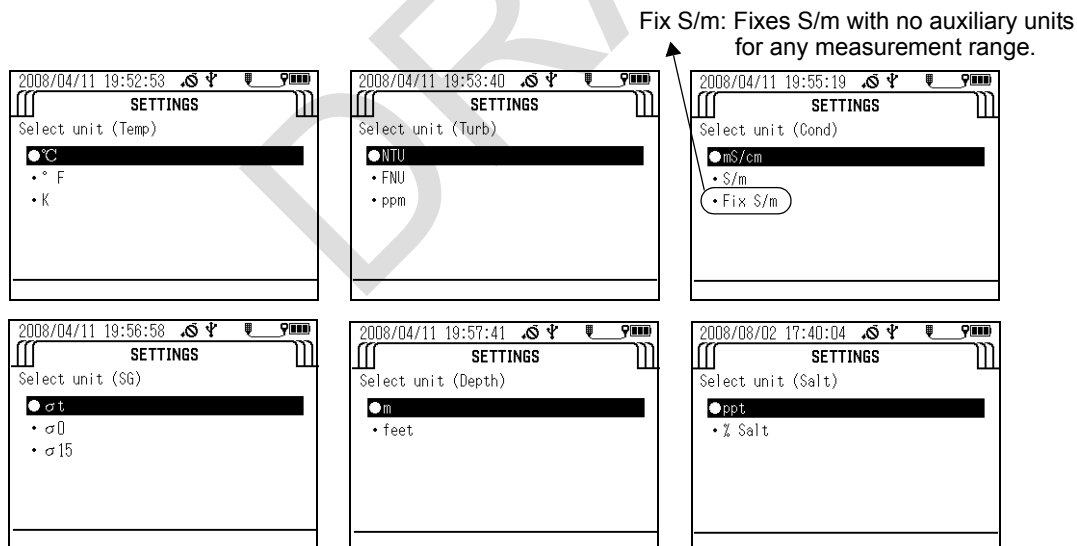 Fix S/m: Fixes S/m with no auxiliary units
for any measurement range.
2008/04/11 19:52:53
SETTINGS
Select unit (Temp)
℃
° F
K
2008/04/11 19:53:40
SETTINGS
Select unit (Turb)
NTU
FNU
ppm
2008/04/11 19:55:19
SETTINGS
Select unit (Cond)
mS/cm
S/m
Fix S/m
2008/04/11 19:56:58
SETTINGS
Select unit (SG)
σt
σ0
σ15
2008/04/11 19:57:41
SETTINGS
Select unit (Depth)
m
feet
2008/08/02 17:40:04
SETTINGS
Select unit (Salt)
ppt
% Salt